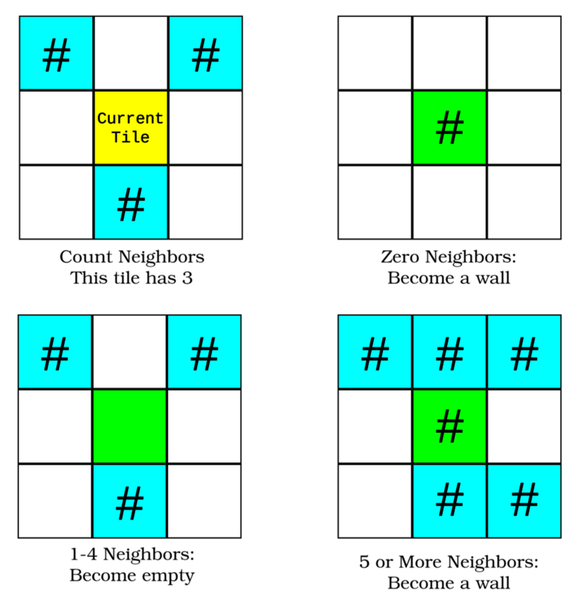 # #
Current
Tile
#
Count Neighbors
This tile has 3
#
Zero Neighbors:
Become a wall
# #
#
1-4 Neighbors:
Become empty
# # #
#
# #
5 or More Neighbors:
Become a wall